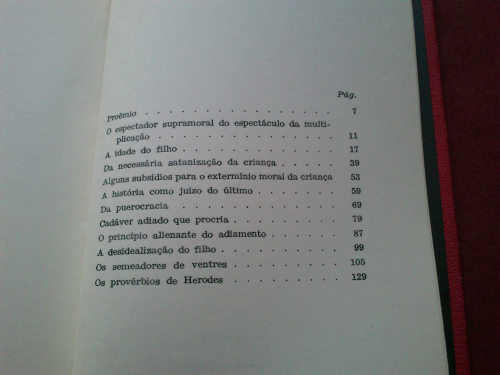 Pág.
Proémio . . . . . . . . . . . . . . . 7
O espectador supramoral do espectáculo da multi-
plicação . . . . . . . . . . . . . . 11
A idade do filho . . . . . . . . . . . . 17
Da necessária satanização da criança . . . . . . 39
Alguns subsídios para o extermínio moral da criança 53
A história como juízo do último . . . . . . . . 59
Da puerocracia . . . . . . . . . . . . . 69
Cadáver adiado que procria . . . . . . . . . 79
O princípio alienante do adiamento . . . . . . . 87
A desidealização do filho . . . . . . . . . . 99
Os semeadores de ventres . . . . . . . . . 105
Os provérbios de Herodes . . . . . . . . . 129